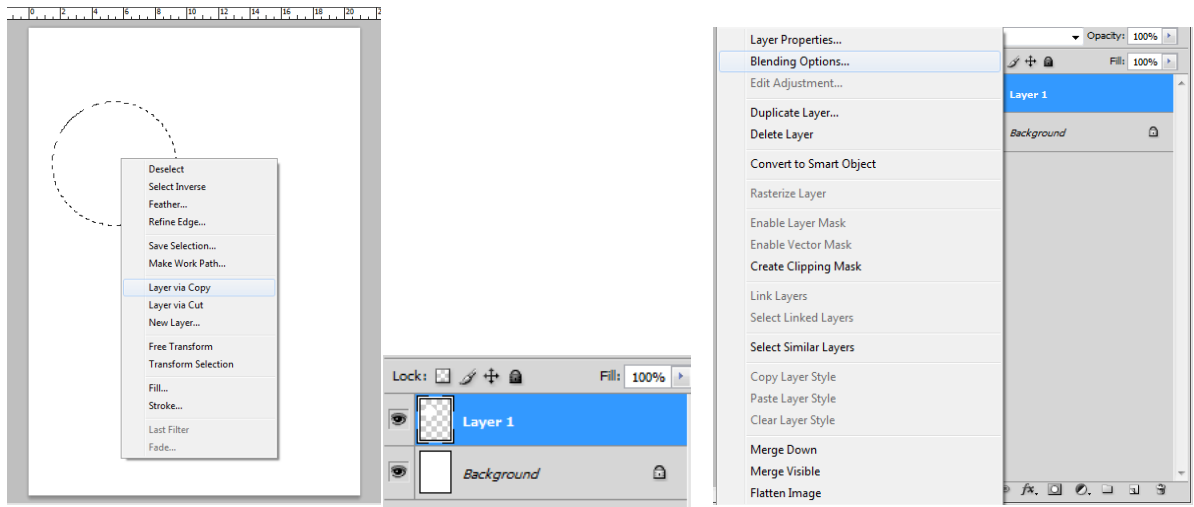 0 2 4 6 8 10 12 14 16 18 20 2
Deselect
Select Inverse
Feather...
Refine Edge...
Save Selection...
Make Work Path...
Layer via Copy
Layer via Cut
New Layer...
Free Transform
Transform Selection
Fill...
Stroke...
Last Filter
Fade...
Lock: Fill: 100%
Layer 1
Background
Layer Properties...
Blending Options...
Edit Adjustment...
Duplicate Layer...
Delete Layer
Convert to Smart Object
Rasterize Layer
Enable Layer Mask
Enable Vector Mask
Create Clipping Mask
Link Layers
Select Linked Layers
Select Similar Layers
Copy Layer Style
Paste Layer Style
Clear Layer Style
Merge Down
Merge Visible
Flatten Image
Opacity: 100%
Fill: 100%
Layer 1
Background
fx.